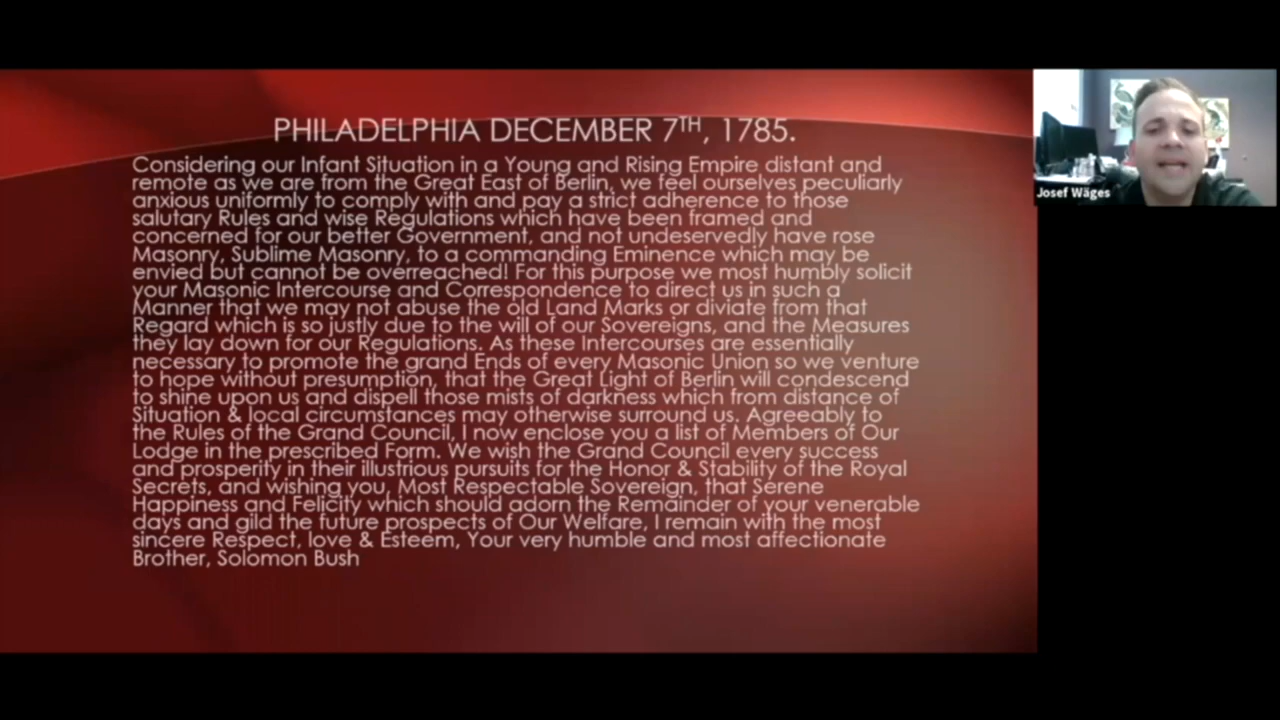 PHILADELPHIA DECEMBER 7TH, 1785.
Considering our Infant Situation in a Young and Rising Empire distant and
remote as we are from the Great East of Berlin, we feel ourselves peculiarly
anxious uniformly to comply with and pay a strict adherence to those
salutary Rules and wise Regulations which have been framed and
concerned for our better Government, and not undeservedly have rose
Masonry, Sublime Masonry, to a commanding Eminence which may be
envied but cannot be overreached! For this purpose we most humbly solicit
your Masonic Intercourse and Correspondence to direct us in such a
Manner that we may not abuse the old Land Marks or diviate from that
Regard which is so justly due to the will of our Sovereigns, and the Measures
they lay down for our Regulations. As these Intercourses are essentially
necessary to promote the grand Ends of every Masonic Union so we venture
to hope without presumption, that the Great Light of Berlin will condescend
to shine upon us and dispell those mists of darkness which from distance of
Situation & local circumstances may otherwise surround us. Agreeably to
the Rules of the Grand Council, I now enclose you a list of Members of Our
Lodge in the prescribed Form. We wish the Grand Council every success
and prosperity in their illustrious pursuits for the Honor & Stability of the Royal
Secrets, and wishing you, Most Respectable Sovereign, that Serene
Happiness and Felicity which should adorn the Remainder of your venerable
days and gild the future prospects of Our Welfare, I remain with the most
sincere Respect, love & Esteem, Your very humble and most affectionate
Brother, Solomon Bush
Josef Wäges